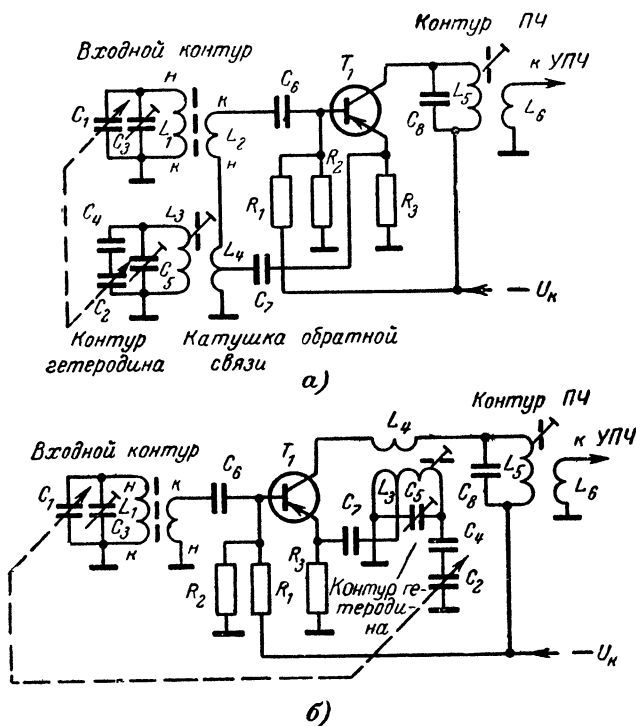 Контур ПЧ
Входной контур
н к C₆ T₁ к УПЧ
C₁ C₃ L₁ L₂ C₈ L₅ L₆
к н R₁ R₂ R₃
C₄ L₃ L₄
C₂ C₅ C₇ — Uк
Контур гетеродина
Катушка обратной связи
а)
Контур ПЧ
L₄
Входной контур
н к C₆ T₁ к УПЧ
C₁ C₃ L₁ C₇ L₃ C₅ C₈ L₅ L₆
к н R₂ R₁ R₃ C₄ C₂
Контур ге-
тероди-
на
— Uк
б)